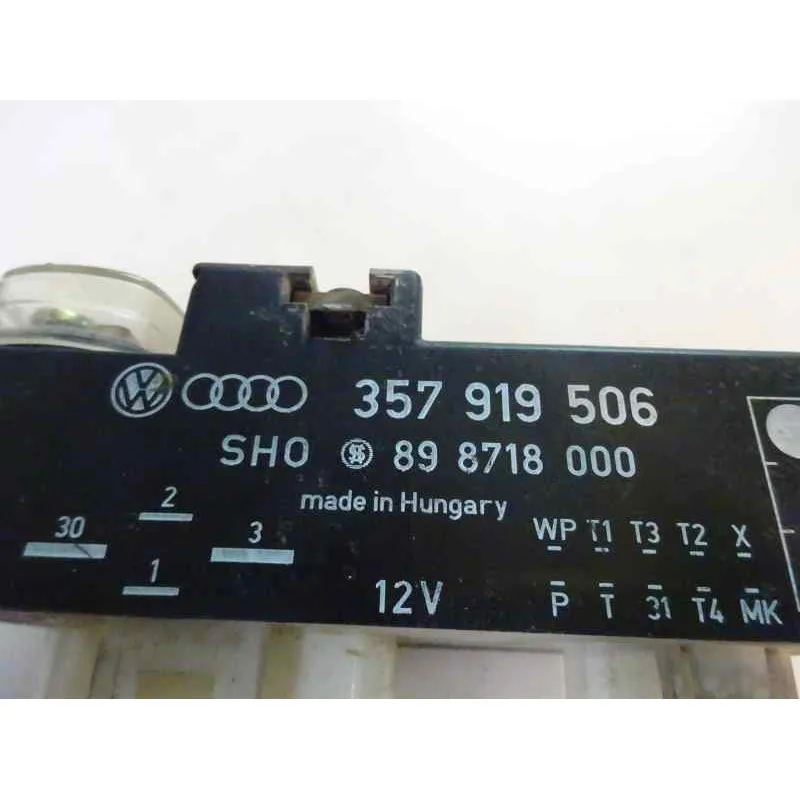 357 919 506
SHO 89 8718 000
made in Hungary
2
30
3
1
12V
WP T1 T3 T2 X
P T 31 T4 MK